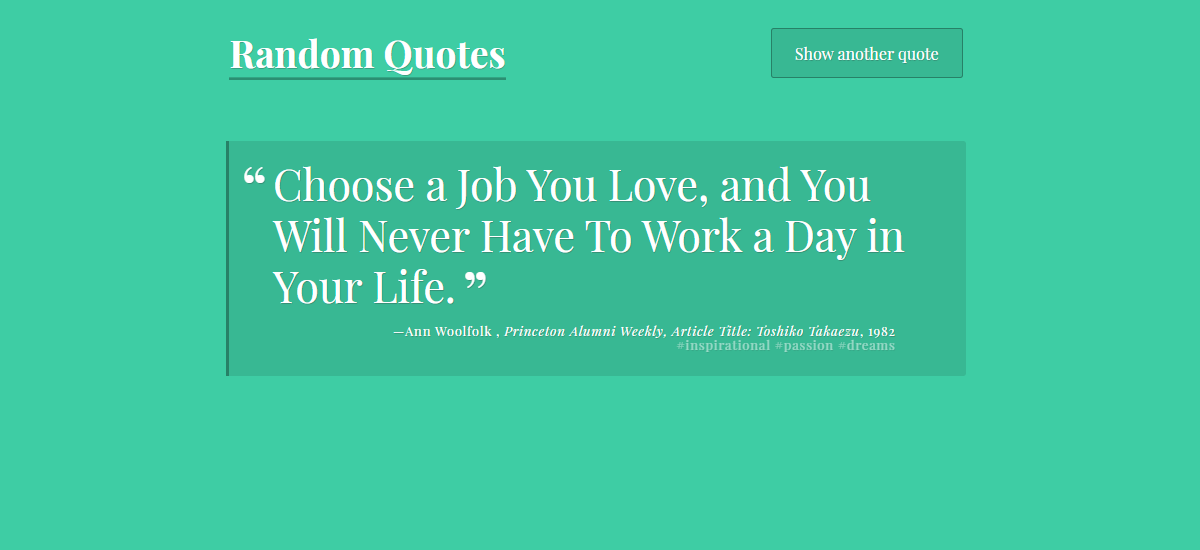 Random Quotes
Show another quote
“ Choose a Job You Love, and You
Will Never Have To Work a Day in
Your Life. ”
—Ann Woolfolk , Princeton Alumni Weekly, Article Title: Toshiko Takaezu, 1982
#inspirational #passion #dreams